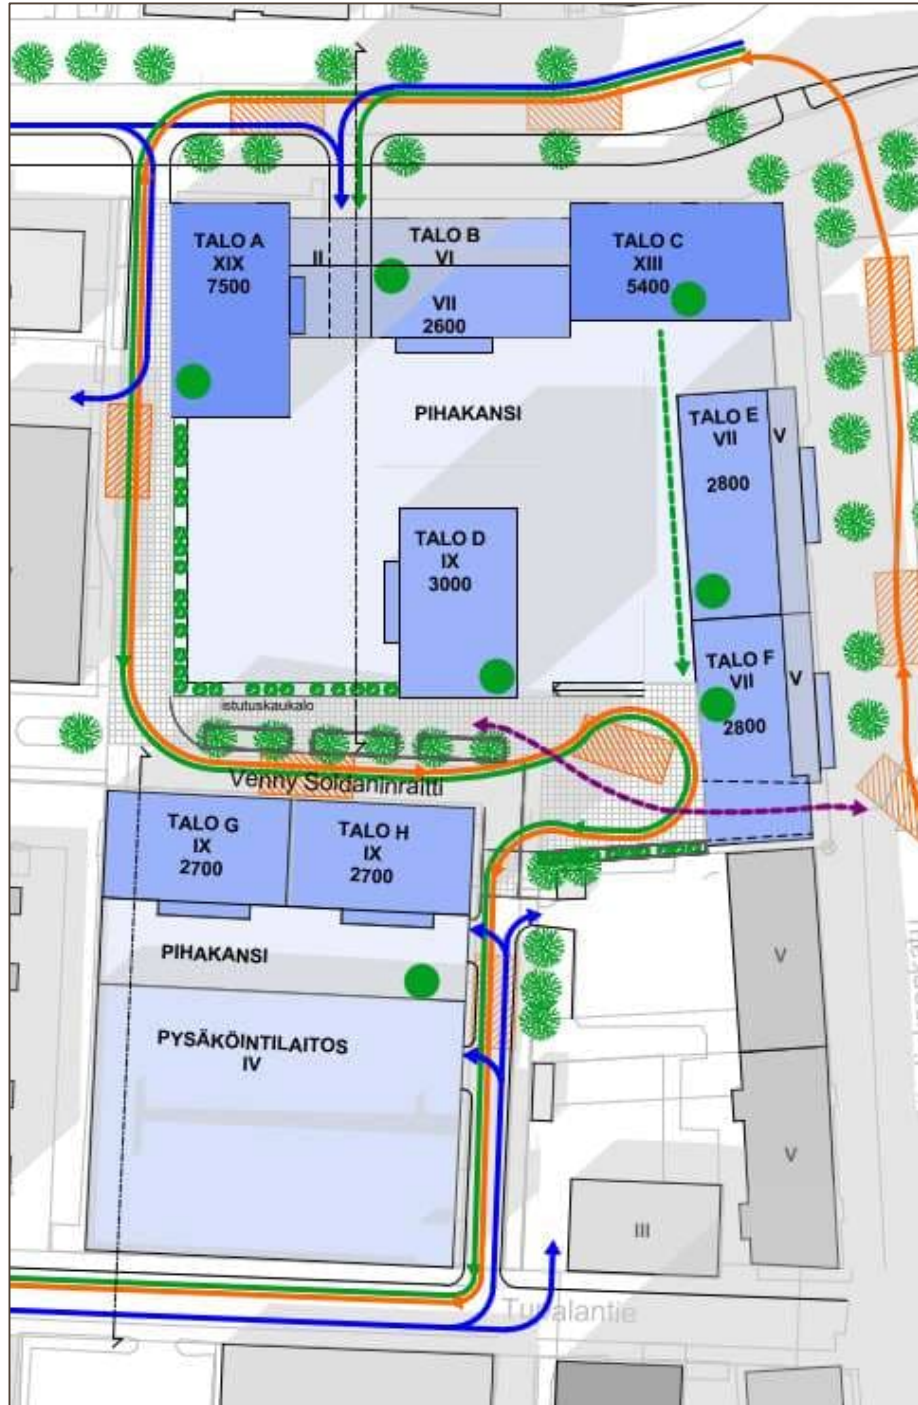 TALO A
XIX
7500
II
TALO B
VI
VII
2600
TALO C
XIII
5400
PIHAKANSI
TALO E
VII
2800
V
TALO D
IX
3000
TALO F
VII
2800
V
istutuskaukalo
Venny Soldaninraitti
TALO G
IX
2700
TALO H
IX
2700
PIHAKANSI
PYSÄKÖINTILAITOS
IV
V
V
III